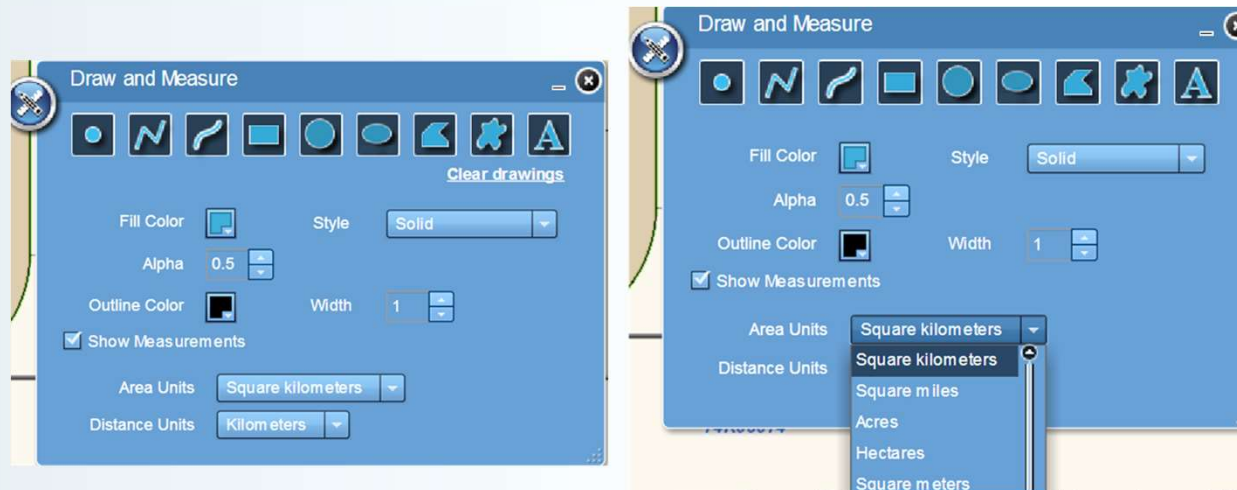 Draw and Measure
A
Clear drawings
Fill Color Style Solid
Alpha 0.5
Outline Color Width 1
Show Measurements
Area Units Square kilometers
Distance Units Kilometers
Draw and Measure
A
Fill Color Style Solid
Alpha 0.5
Outline Color Width 1
Show Measurements
Area Units Square kilometers
Distance Units
Square kilometers
Square miles
Acres
Hectares
Square meters